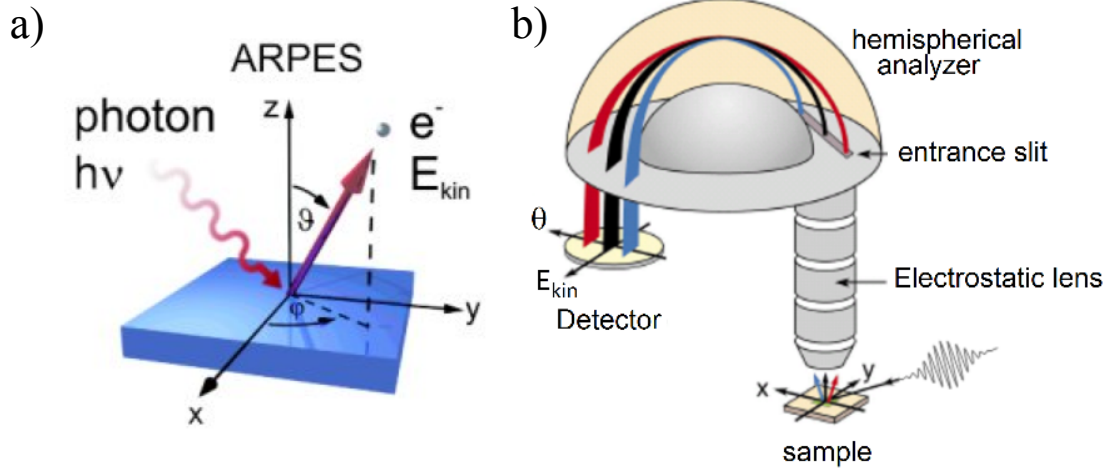 a)
ARPES
photon
hν
z
e⁻
E_kin
ϑ
φ
y
x
b)
hemispherical
analyzer
entrance slit
θ
E_kin
Detector
Electrostatic lens
x
y
sample